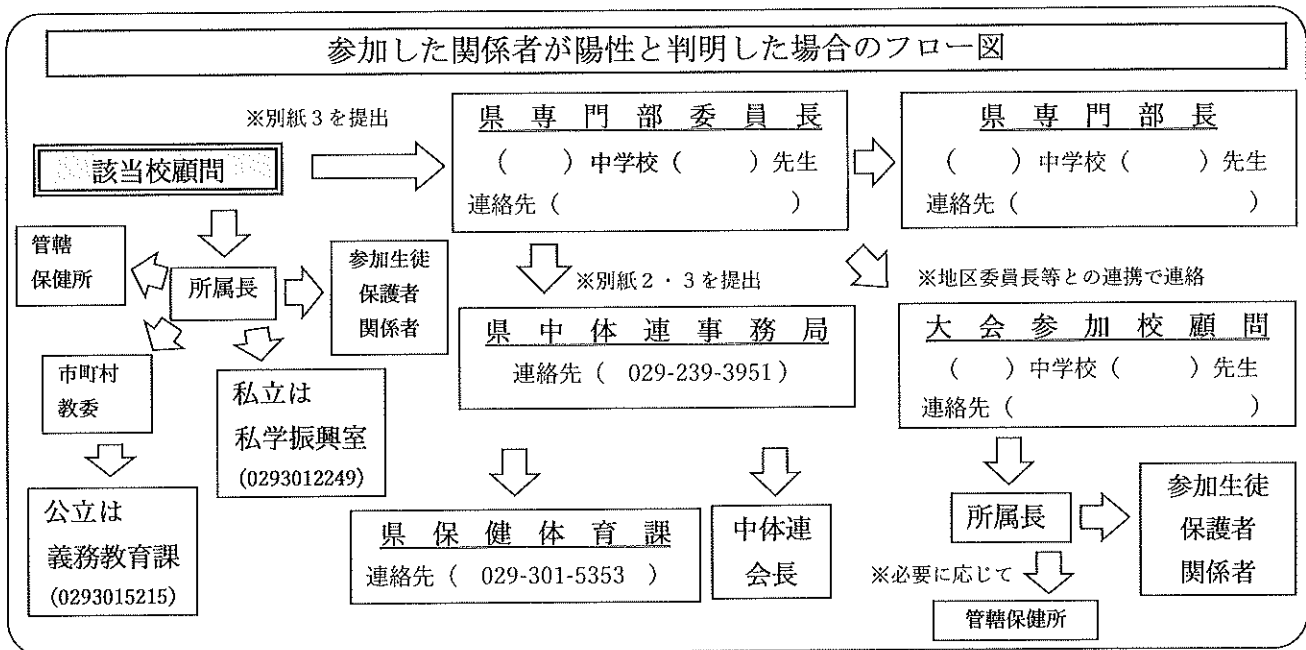 参加した関係者が陽性と判明した場合のフロー図
※別紙3を提出
該当校顧問
県専門部委員長
(　　)中学校(　　　)先生
連絡先(　　　　　　　　　)
県専門部長
(　　)中学校(　　　)先生
連絡先(　　　　　　　　　)
管轄
保健所
所属長
参加生徒
保護者
関係者
市町村
教委
私立は
私学振興室
(0293012249)
公立は
義務教育課
(0293015215)
※別紙2・3を提出
県中体連事務局
連絡先( 029-239-3951)
県保健体育課
連絡先( 029-301-5353 )
中体連
会長
※地区委員長等との連携で連絡
大会参加校顧問
(　　)中学校(　　　)先生
連絡先(　　　　　　　　　)
所属長
参加生徒
保護者
関係者
※必要に応じて
管轄保健所